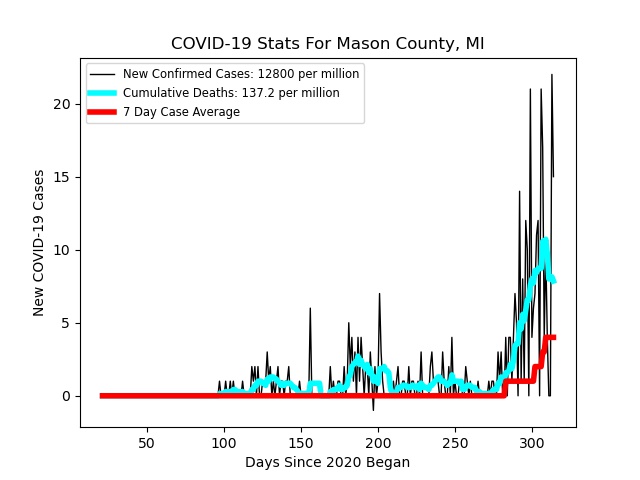 COVID-19 Stats For Mason County, MI
New Confirmed Cases: 12800 per million
Cumulative Deaths: 137.2 per million
7 Day Case Average
New COVID-19 Cases
20
15
10
5
0
50 100 150 200 250 300
Days Since 2020 Began